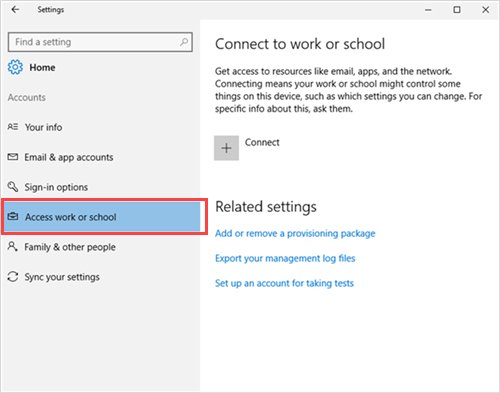 Settings
Find a setting
Home
Accounts
Your info
Email & app accounts
Sign-in options
Access work or school
Family & other people
Sync your settings
Connect to work or school
Get access to resources like email, apps, and the network.
Connecting means your work or school might control some
things on this device, such as which settings you can change. For
specific info about this, ask them.
Connect
Related settings
Add or remove a provisioning package
Export your management log files
Set up an account for taking tests